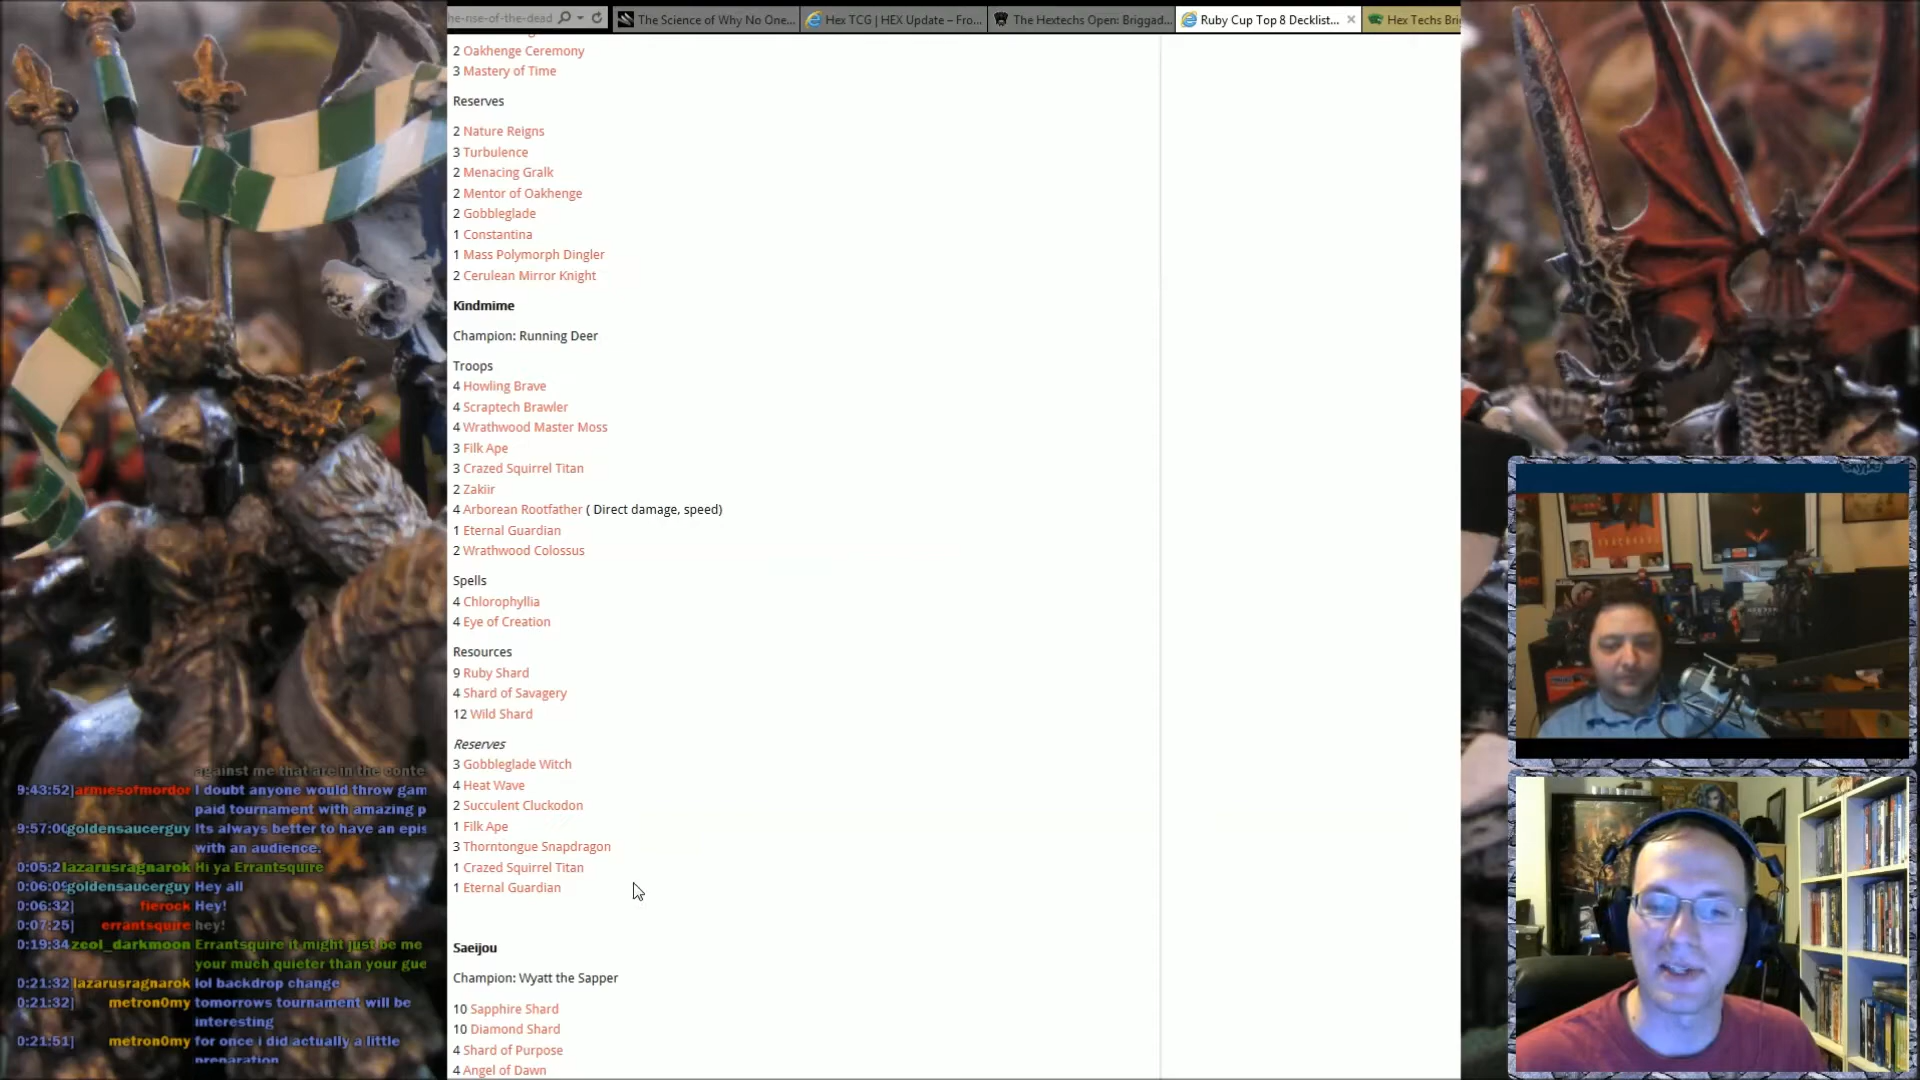 he-rise-of-the-dead
The Science of Why No One...
Hex TCG | HEX Update – Fro...
The Hextechs Open: Briggad...
Ruby Cup Top 8 Decklist...
Hex Techs Bri
2 Oakhenge Ceremony
3 Mastery of Time
Reserves
2 Nature Reigns
3 Turbulence
2 Menacing Gralk
2 Mentor of Oakhenge
2 Gobbleglade
1 Constantina
1 Mass Polymorph Dingler
2 Cerulean Mirror Knight
Kindmime
Champion: Running Deer
Troops
4 Howling Brave
4 Scraptech Brawler
4 Wrathwood Master Moss
3 Filk Ape
3 Crazed Squirrel Titan
2 Zakiir
4 Arborean Rootfather ( Direct damage, speed)
1 Eternal Guardian
2 Wrathwood Colossus
Spells
4 Chlorophyllia
4 Eye of Creation
Resources
9 Ruby Shard
4 Shard of Savagery
12 Wild Shard
Reserves
3 Gobbleglade Witch
4 Heat Wave
2 Succulent Cluckodon
1 Filk Ape
3 Thorntongue Snapdragon
1 Crazed Squirrel Titan
1 Eternal Guardian
Saeijou
Champion: Wyatt the Sapper
10 Sapphire Shard
10 Diamond Shard
4 Shard of Purpose
4 Angel of Dawn
against me that are in the conte
9:43:52] armiesofmordor I doubt anyone would throw gam
paid tournament with amazing p
9:57:00 goldensaucerguy Its always better to have an epis
with an audience.
0:05:2 lazarusragnarok Hi ya Errantsquire
0:06:09 goldensaucerguy Hey all
0:06:32] fierock Hey!
0:07:25] errantsquire hey!
0:19:34 zeol_darkmoon Errantsquire it might just be me
your much quieter than your gue
0:21:32 lazarusragnarok lol backdrop change
0:21:32] metron0my tomorrows tournament will be
interesting
0:21:51] metron0my for once i did actually a little
preparation
skype